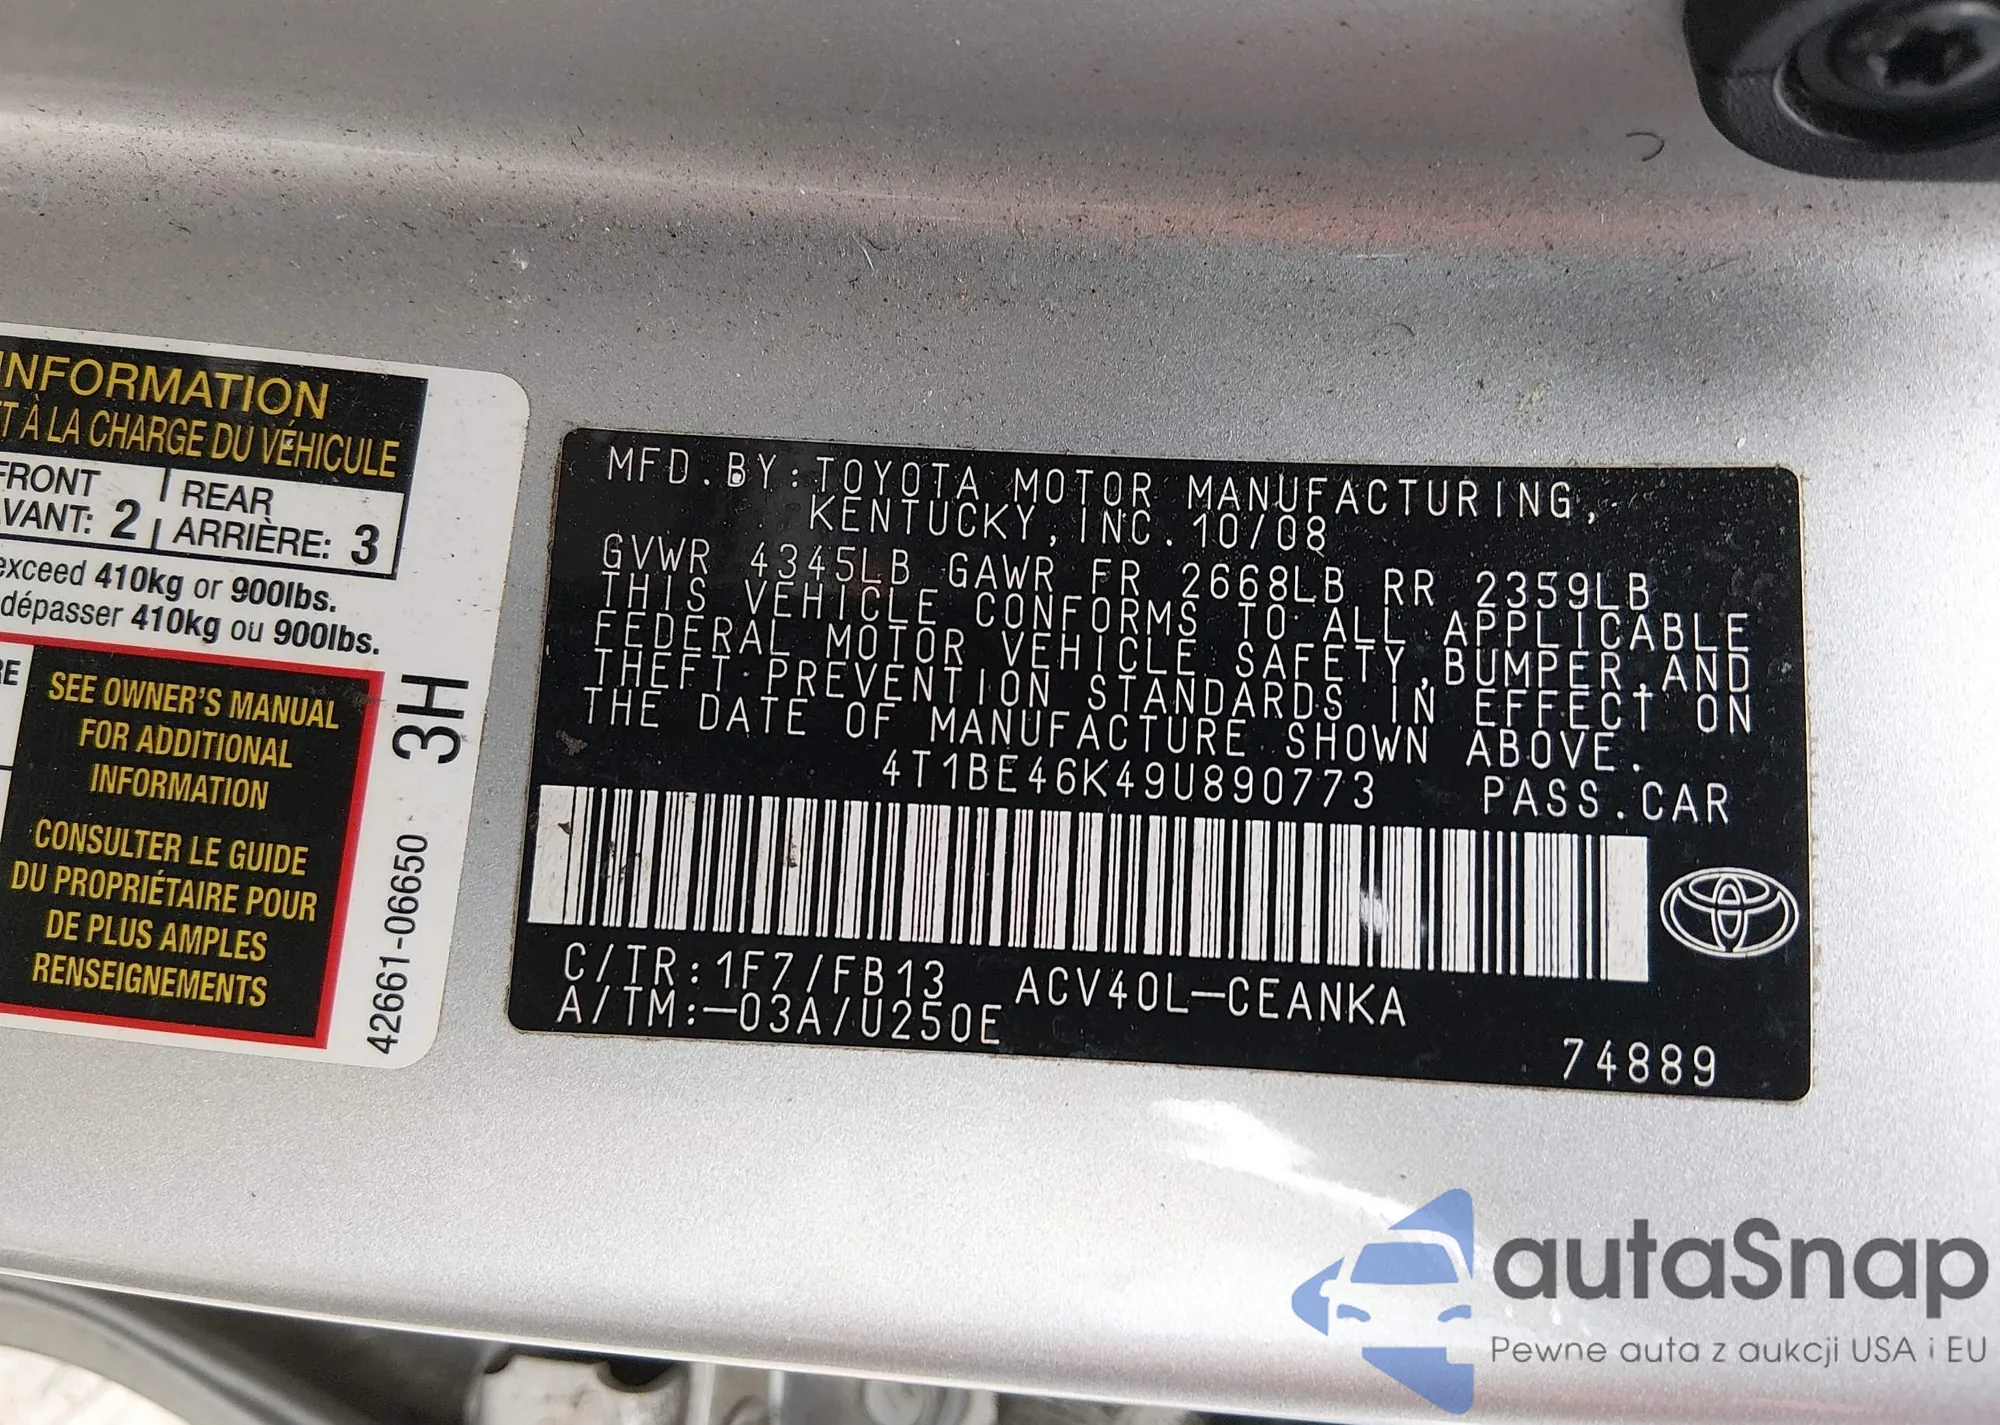 INFORMATION
T À LA CHARGE DU VÉHICULE
FRONT
VANT: 2
REAR
ARRIÈRE: 3
exceed 410kg or 900lbs.
dépasser 410kg ou 900lbs.
RE
SEE OWNER'S MANUAL
FOR ADDITIONAL
INFORMATION
CONSULTER LE GUIDE
DU PROPRIÉTAIRE POUR
DE PLUS AMPLES
RENSEIGNEMENTS
3H
42661-06650
MFD.BY:TOYOTA MOTOR MANUFACTURING,
KENTUCKY,INC.10/08
GVWR 4345LB GAWR FR 2668LB RR 2359LB
THIS VEHICLE CONFORMS TO ALL APPLICABLE
FEDERAL MOTOR VEHICLE SAFETY,BUMPER,AND
THEFT PREVENTION STANDARDS IN EFFECT ON
THE DATE OF MANUFACTURE SHOWN ABOVE.
4T1BE46K49U890773 PASS.CAR
C/TR:1F7/FB13 ACV40L-CEANKA
A/TM:-03A/U250E
74889
autaSnap
Pewne auta z aukcji USA i EU